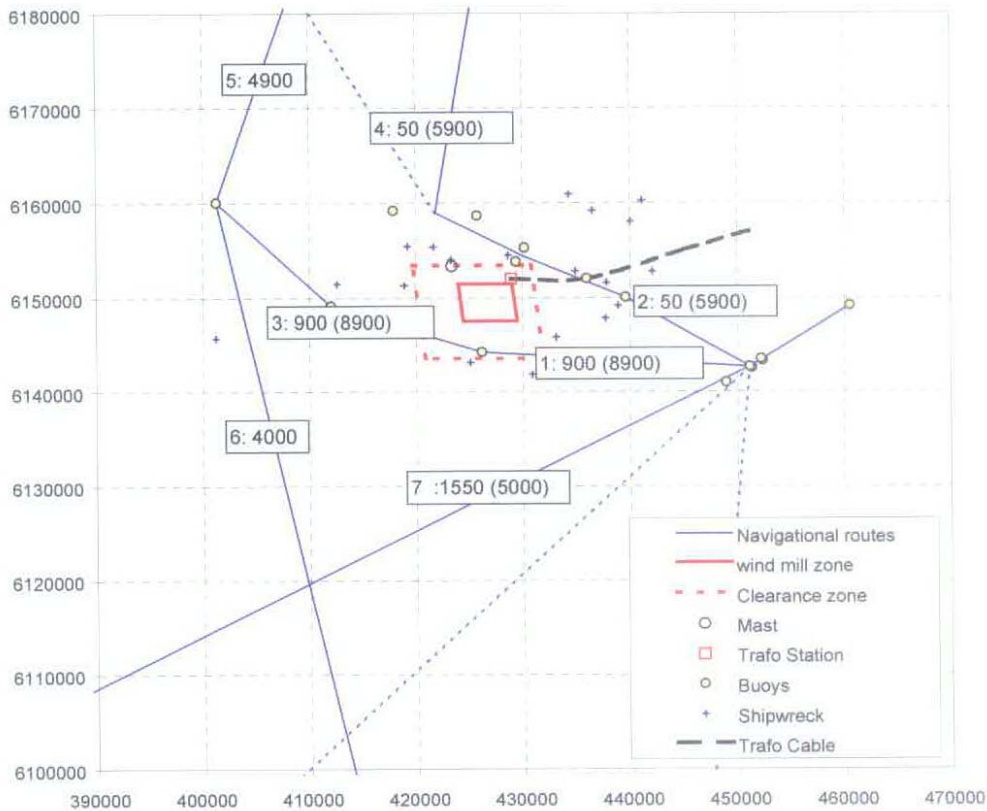 6180000
6170000
6160000
6150000
6140000
6130000
6120000
6110000
6100000
5: 4900
4: 50 (5900)
2: 50 (5900)
3: 900 (8900)
1: 900 (8900)
6: 4000
7 :1550 (5000)
Navigational routes
wind mill zone
Clearance zone
Mast
Trafo Station
Buoys
Shipwreck
Trafo Cable
390000 400000 410000 420000 430000 440000 450000 460000 470000